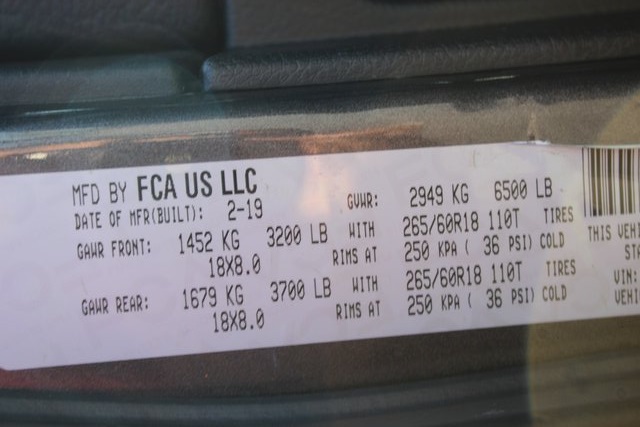 MFD BY FCA US LLC
DATE OF MFR(BUILT): 2-19 GVWR: 2949 KG 6500 LB
GAWR FRONT: 1452 KG 3200 LB WITH 265/60R18 110T TIRES
18X8.0 RIMS AT 250 KPA ( 36 PSI) COLD
GAWR REAR: 1679 KG 3700 LB WITH 265/60R18 110T TIRES
18X8.0 RIMS AT 250 KPA ( 36 PSI) COLD
THIS VEHI
STA
VIN:
VEHI